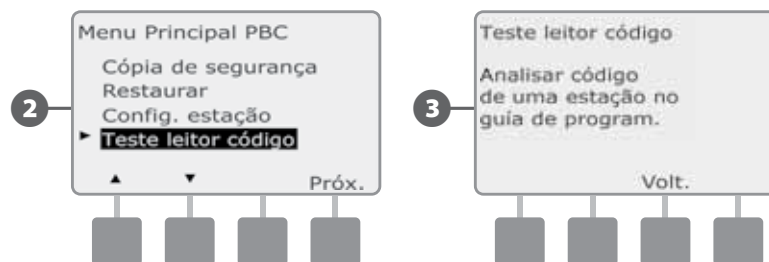 2
Menu Principal PBC
Cópia de segurança
Restaurar
Config. estação
► Teste leitor código
▲ ▼ Próx.
3
Teste leitor código
Analisar código
de uma estação no
guía de program.
Volt.